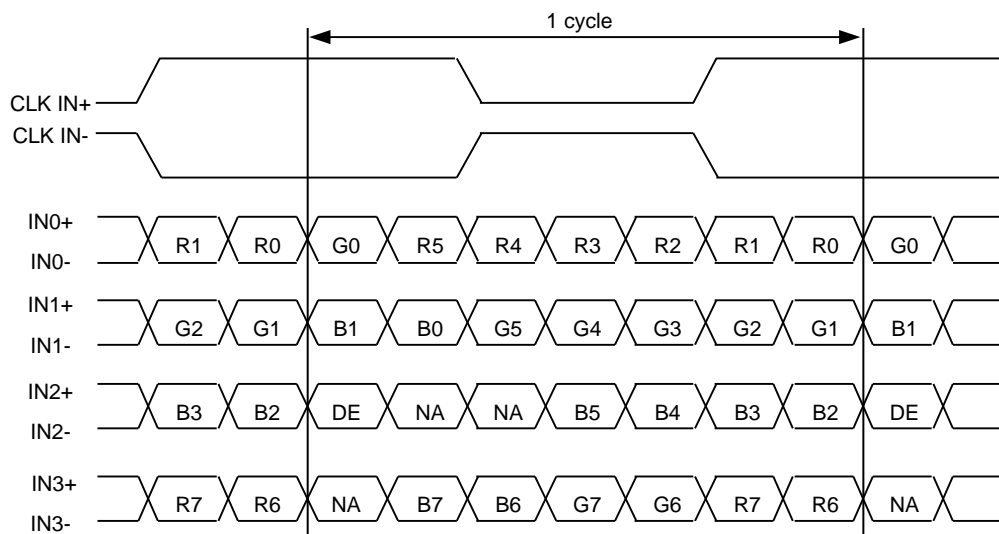 1 cycle
CLK IN+
CLK IN-
IN0+
R1 R0 G0 R5 R4 R3 R2 R1 R0 G0
IN0-
IN1+
G2 G1 B1 B0 G5 G4 G3 G2 G1 B1
IN1-
IN2+
B3 B2 DE NA NA B5 B4 B3 B2 DE
IN2-
IN3+
R7 R6 NA B7 B6 G7 G6 R7 R6 NA
IN3-